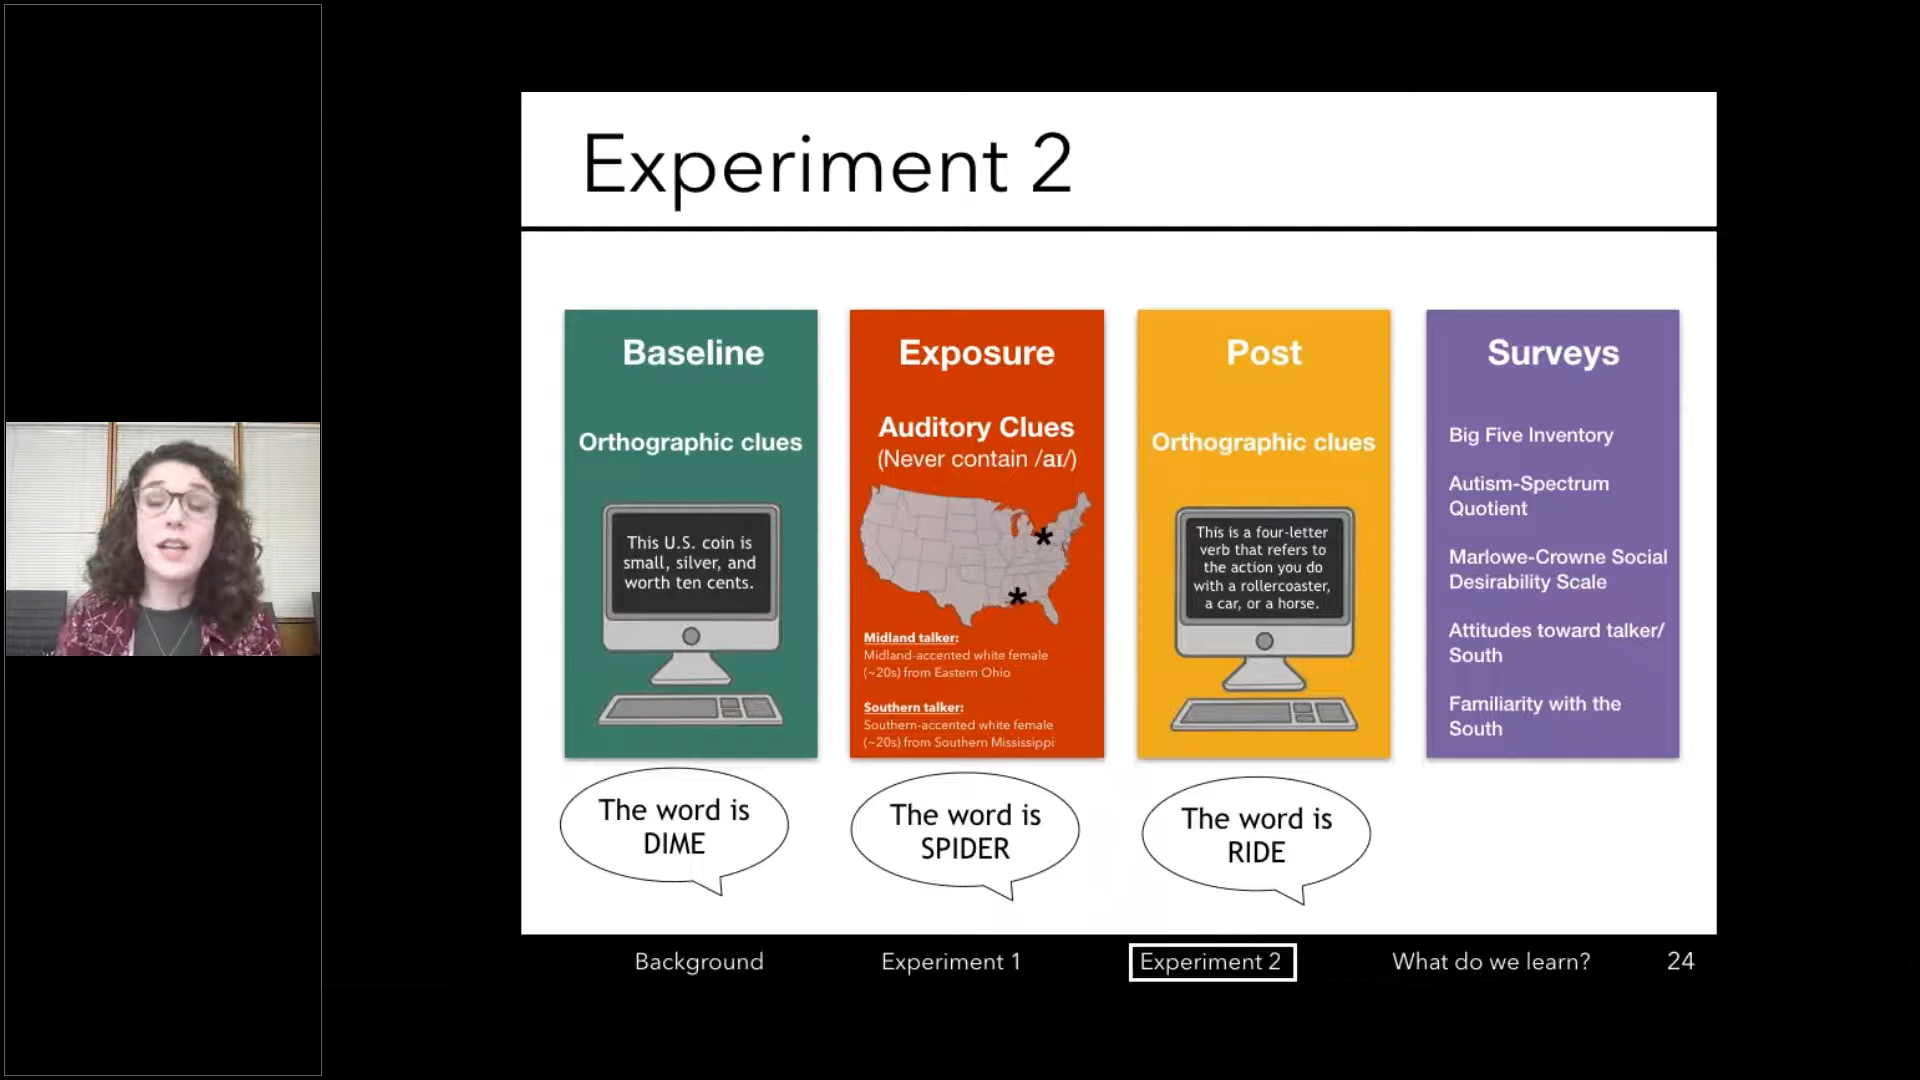 Experiment 2
Baseline
Orthographic clues
This U.S. coin is
small, silver, and
worth ten cents.
The word is
DIME
Exposure
Auditory Clues
(Never contain /aɪ/)
*
*
Midland talker:
Midland-accented white female
(~20s) from Eastern Ohio
Southern talker:
Southern-accented white female
(~20s) from Southern Mississippi
The word is
SPIDER
Post
Orthographic clues
This is a four-letter
verb that refers to
the action you do
with a rollercoaster,
a car, or a horse.
The word is
RIDE
Surveys
Big Five Inventory
Autism-Spectrum
Quotient
Marlowe-Crowne Social
Desirability Scale
Attitudes toward talker/
South
Familiarity with the
South
Background
Experiment 1
Experiment 2
What do we learn?
24